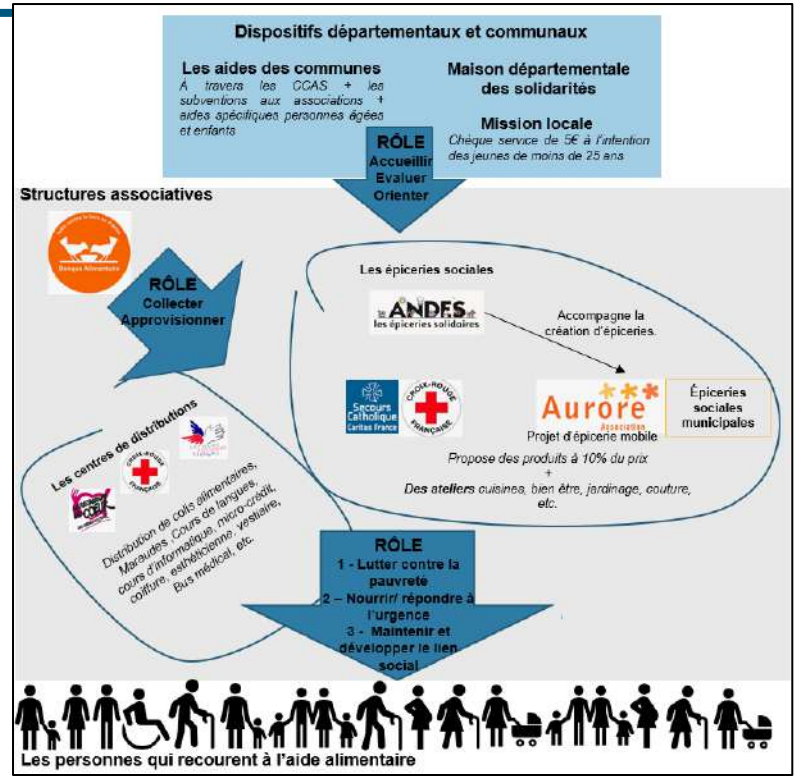 Dispositifs départementaux et communaux
Les aides des communes
À travers les CCAS + les
subventions aux associations +
aides spécifiques personnes âgées
et enfants
Maison départementale
des solidarités
Mission locale
Chèque service de 5€ à l'intention
des jeunes de moins de 25 ans
RÔLE
Accueillir
Evaluer
Orienter
Structures associatives
Banque Alimentaire
RÔLE
Collecter
Approvisionner
Les épiceries sociales
ANDES
les épiceries solidaires
Accompagne la
création d'épiceries.
Secours
Catholique
Caritas France
CROIX-ROUGE
FRANÇAISE
Aurore
Association
Épiceries
sociales
municipales
Projet d'épicerie mobile
Propose des produits à 10% du prix
+
Des ateliers cuisines, bien être, jardinage, couture,
etc.
Les centres de distributions
CROIX-ROUGE
FRANÇAISE
Distribution de colis alimentaires,
Maraudes ,Cours de langues,
cours d'informatique, micro-crédit,
coiffure, esthéticienne, vestiaire,
Bus médical, etc.
RÔLE
1 - Lutter contre la
pauvreté
2 – Nourrir/ répondre à
l'urgence
3 - Maintenir et
développer le lien
social
Les personnes qui recourent à l'aide alimentaire